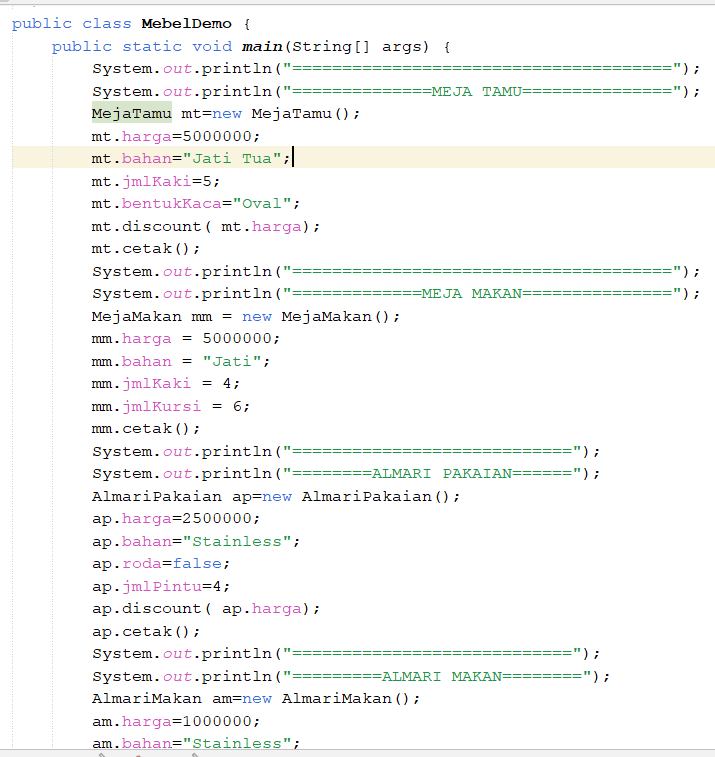 public class MebelDemo {
public static void main(String[] args) {
System.out.println("======================================");
System.out.println("==============MEJA TAMU===============");
MejaTamu mt=new MejaTamu();
mt.harga=5000000;
mt.bahan="Jati Tua";
mt.jmlKaki=5;
mt.bentukKaca="Oval";
mt.discount( mt.harga);
mt.cetak();
System.out.println("======================================");
System.out.println("=============MEJA MAKAN===============");
MejaMakan mm = new MejaMakan();
mm.harga = 5000000;
mm.bahan = "Jati";
mm.jmlKaki = 4;
mm.jmlKursi = 6;
mm.cetak();
System.out.println("============================");
System.out.println("========ALMARI PAKAIAN======");
AlmariPakaian ap=new AlmariPakaian();
ap.harga=2500000;
ap.bahan="Stainless";
ap.roda=false;
ap.jmlPintu=4;
ap.discount( ap.harga);
ap.cetak();
System.out.println("============================");
System.out.println("=========ALMARI MAKAN========");
AlmariMakan am=new AlmariMakan();
am.harga=1000000;
am.bahan="Stainless";